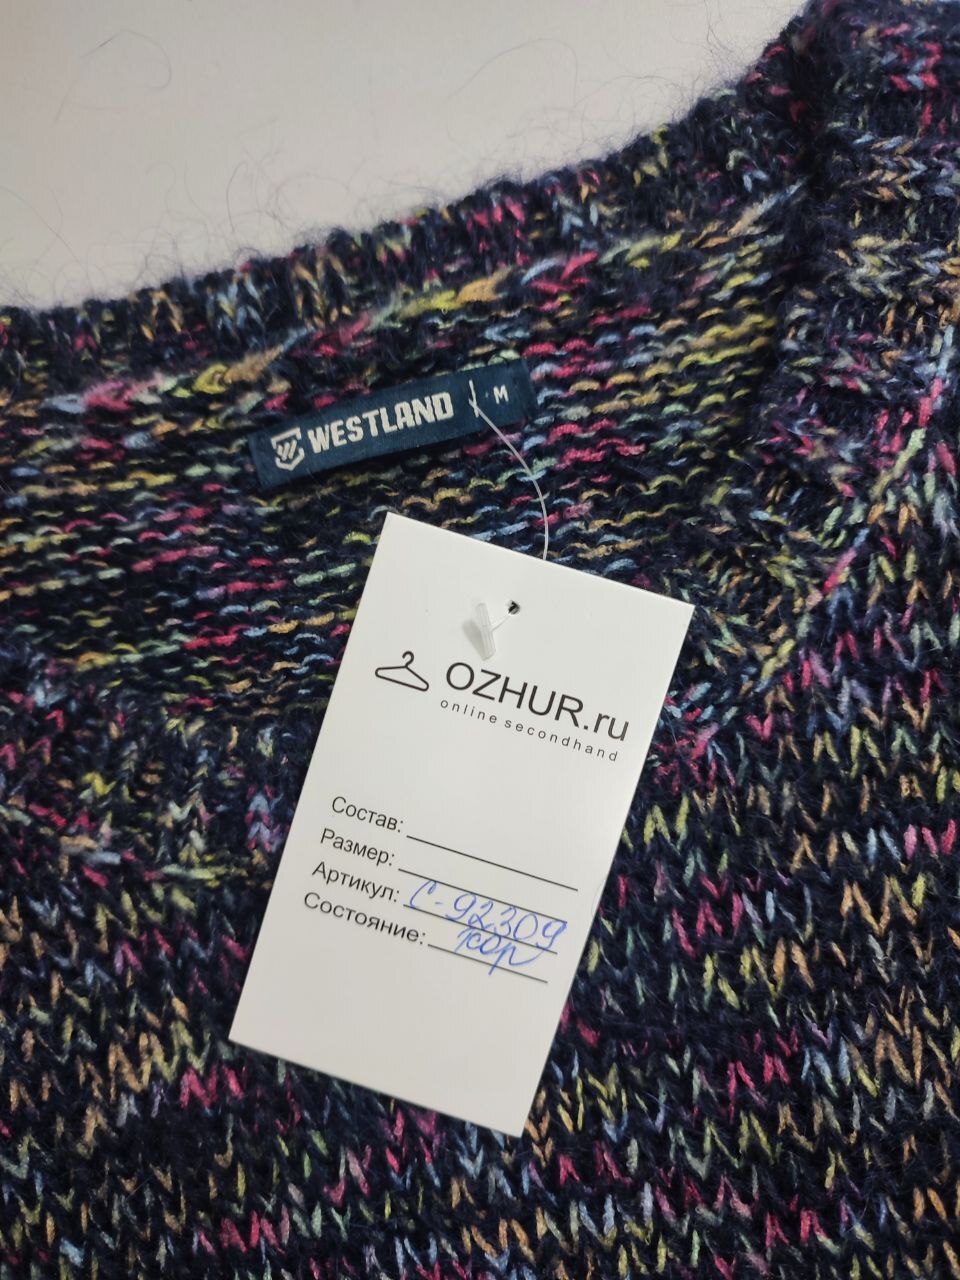 WESTLAND M
OZHUR.ru
online secondhand
Состав:
Размер:
Артикул: С-92309
Состояние: хор